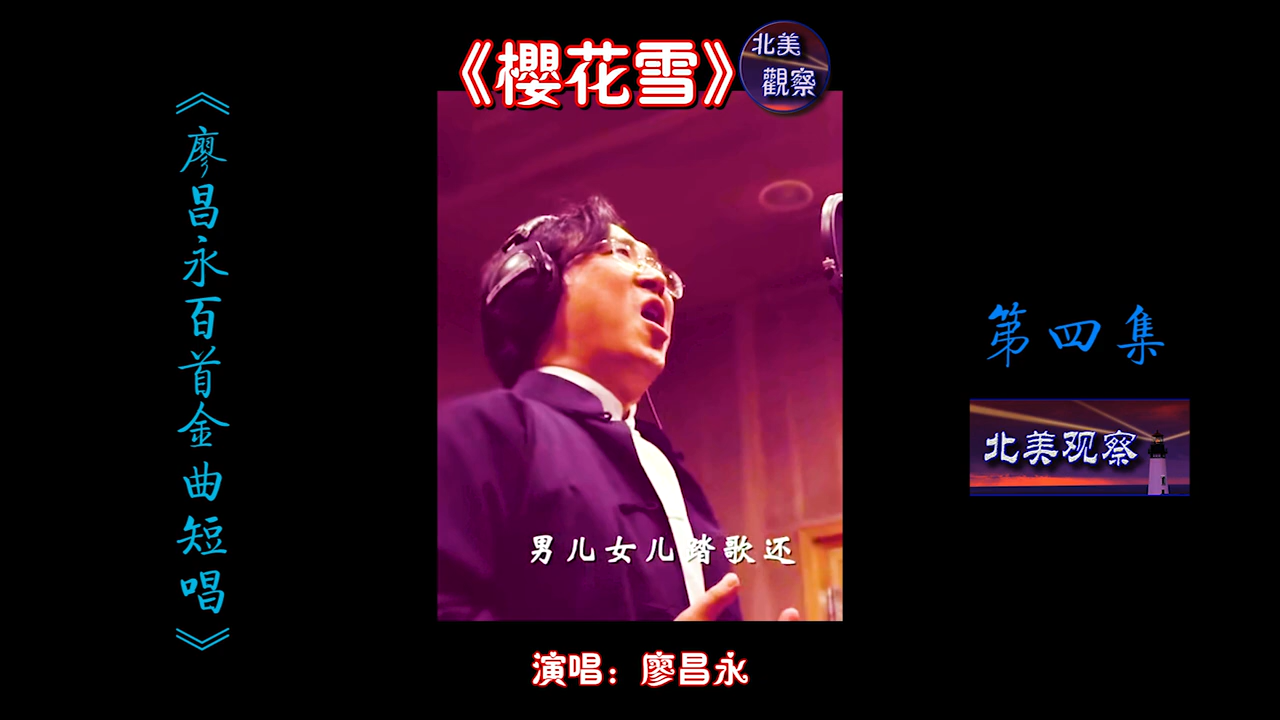 《櫻花雪》
北美
觀察
《廖昌永百首金曲短唱》
第四集
北美观察
男儿女儿踏歌还
演唱：廖昌永